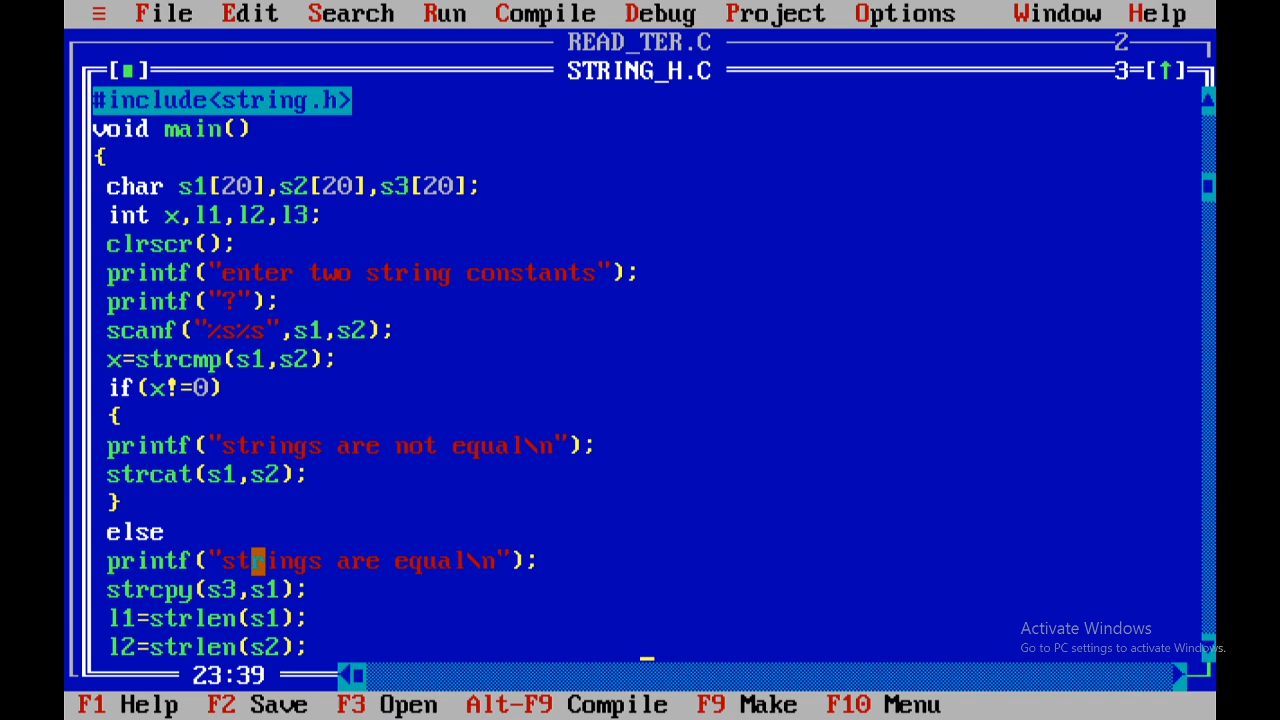 ≡ File Edit Search Run Compile Debug Project Options Window Help
READ_TER.C 2
[■] STRING_H.C 3=[↑]
#include<string.h>
void main()
{
char s1[20],s2[20],s3[20];
int x,l1,l2,l3;
clrscr();
printf("enter two string constants");
printf("?");
scanf("%s%s",s1,s2);
x=strcmp(s1,s2);
if(x!=0)
{
printf("strings are not equal\n");
strcat(s1,s2);
}
else
printf("strings are equal\n");
strcpy(s3,s1);
l1=strlen(s1);
l2=strlen(s2);
Activate Windows
Go to PC settings to activate Windows.
23:39
F1 Help F2 Save F3 Open Alt-F9 Compile F9 Make F10 Menu